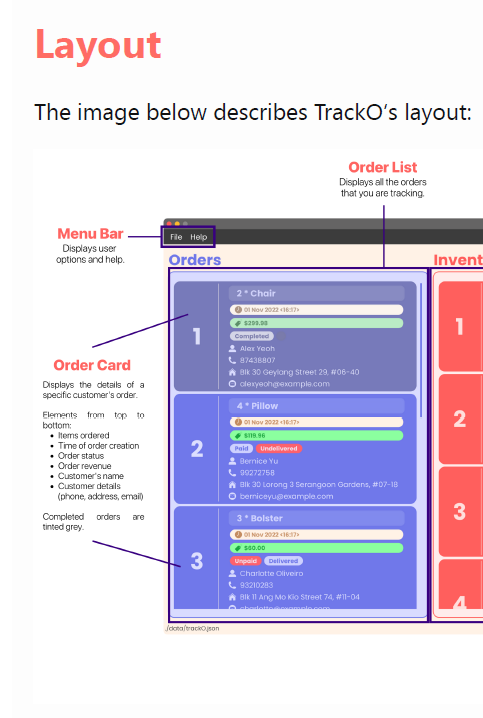 Layout
The image below describes TrackO's layout:
Order List
Displays all the orders
that you are tracking.
Menu Bar
Displays user
options and help.
File Help
Orders
Invent
Order Card
Displays the details of a
specific customer's order.
Elements from top to
bottom:
• Items ordered
• Time of order creation
• Order status
• Order revenue
• Customer's name
• Customer details
(phone, address, email)
Completed orders are
tinted grey.
1
2 * Chair
01 Nov 2022 <16:17>
$399.98
Completed
Alex Yeoh
87438807
Blk 30 Geylang Street 29, #06-40
alexyeoh@example.com
2
4 * Pillow
01 Nov 2022 <16:17>
$119.96
Paid Undelivered
Bernice Yu
99272758
Blk 30 Lorong 3 Serangoon Gardens, #07-18
berniceyu@example.com
3
3 * Bolster
01 Nov 2022 <16:17>
$60.00
Unpaid Delivered
Charlotte Oliveiro
93210283
Blk 11 Ang Mo Kio Street 74, #11-04
charlotte@example.com
1
2
3
4
./data/trackO.json